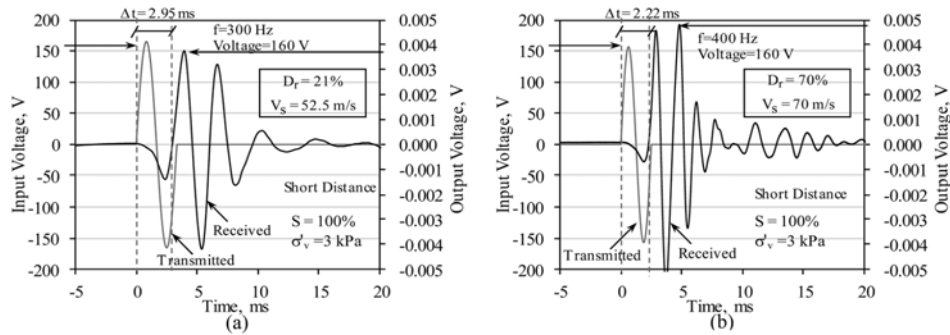 Δt=2.95 ms
200
150
100
50
0
-50
-100
-150
-200
Input Voltage, V
f=300 Hz
Voltage=160 V
Dr = 21%
Vs = 52.5 m/s
Short Distance
S = 100%
σ'v =3 kPa
Received
Transmitted
0.005
0.004
0.003
0.002
0.001
0.000
-0.001
-0.002
-0.003
-0.004
-0.005
Output Voltage, V
-5 0 5 10 15 20
Time, ms
(a)
Δt=2.22 ms
200
150
100
50
0
-50
-100
-150
-200
Input Voltage, V
f=400 Hz
Voltage=160 V
Dr = 70%
Vs = 70 m/s
Short Distance
S = 100%
σ'v =3 kPa
Transmitted
Received
0.005
0.004
0.003
0.002
0.001
0.000
-0.001
-0.002
-0.003
-0.004
-0.005
Output Voltage, V
-5 0 5 10 15 20
Time, ms
(b)